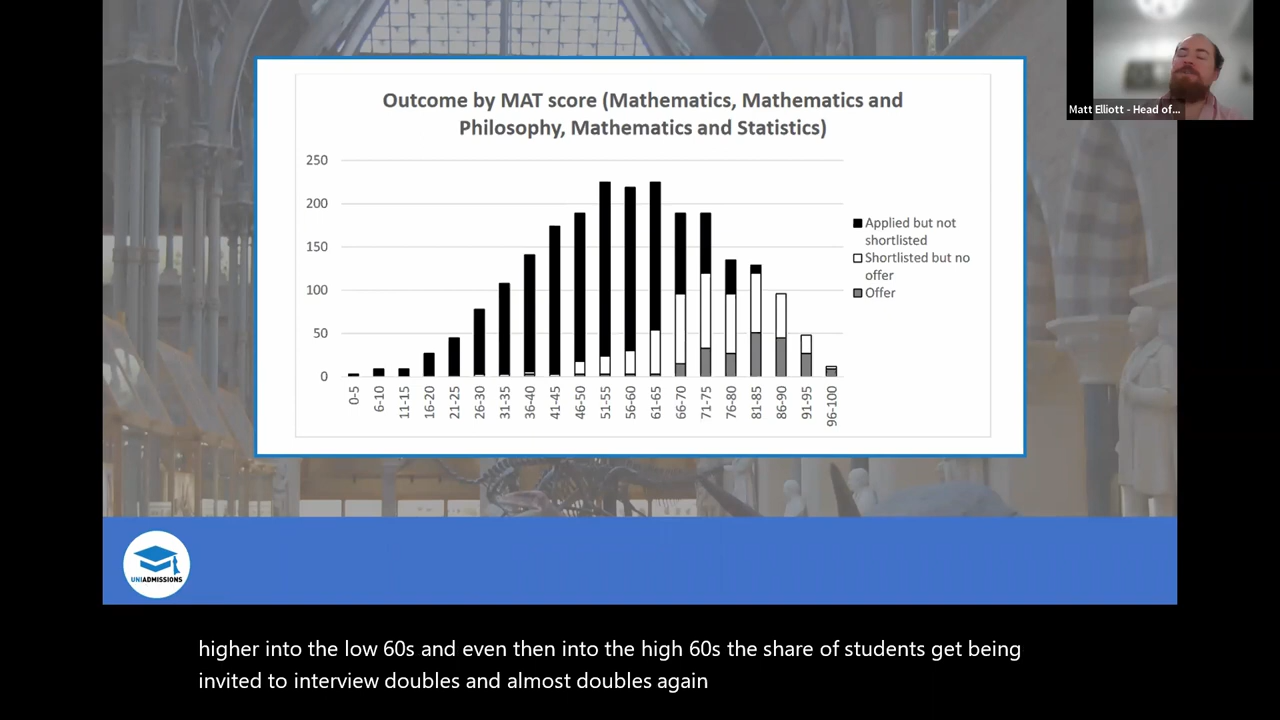 Outcome by MAT score (Mathematics, Mathematics and
Philosophy, Mathematics and Statistics)
250
200
150
100
50
0
0-5
6-10
11-15
16-20
21-25
26-30
31-35
36-40
41-45
46-50
51-55
56-60
61-65
66-70
71-75
76-80
81-85
86-90
91-95
96-100
Applied but not
shortlisted
Shortlisted but no
offer
Offer
Matt Elliott - Head of...
UNIADMISSIONS
higher into the low 60s and even then into the high 60s the share of students get being
invited to interview doubles and almost doubles again